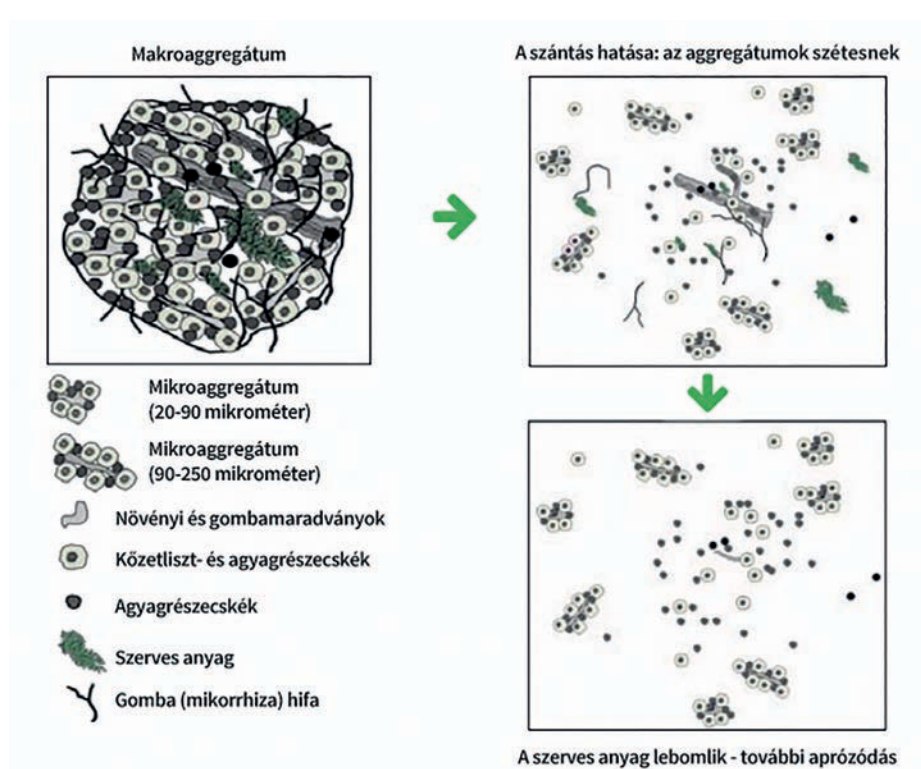 Makroaggregátum
A szántás hatása: az aggregátumok szétesnek
Mikroaggregátum
(20-90 mikrométer)
Mikroaggregátum
(90-250 mikrométer)
Növényi és gombamaradványok
Kőzetliszt- és agyagrészecskék
Agyagrészecskék
Szerves anyag
Gomba (mikorrhiza) hifa
A szerves anyag lebomlik - további aprózódás